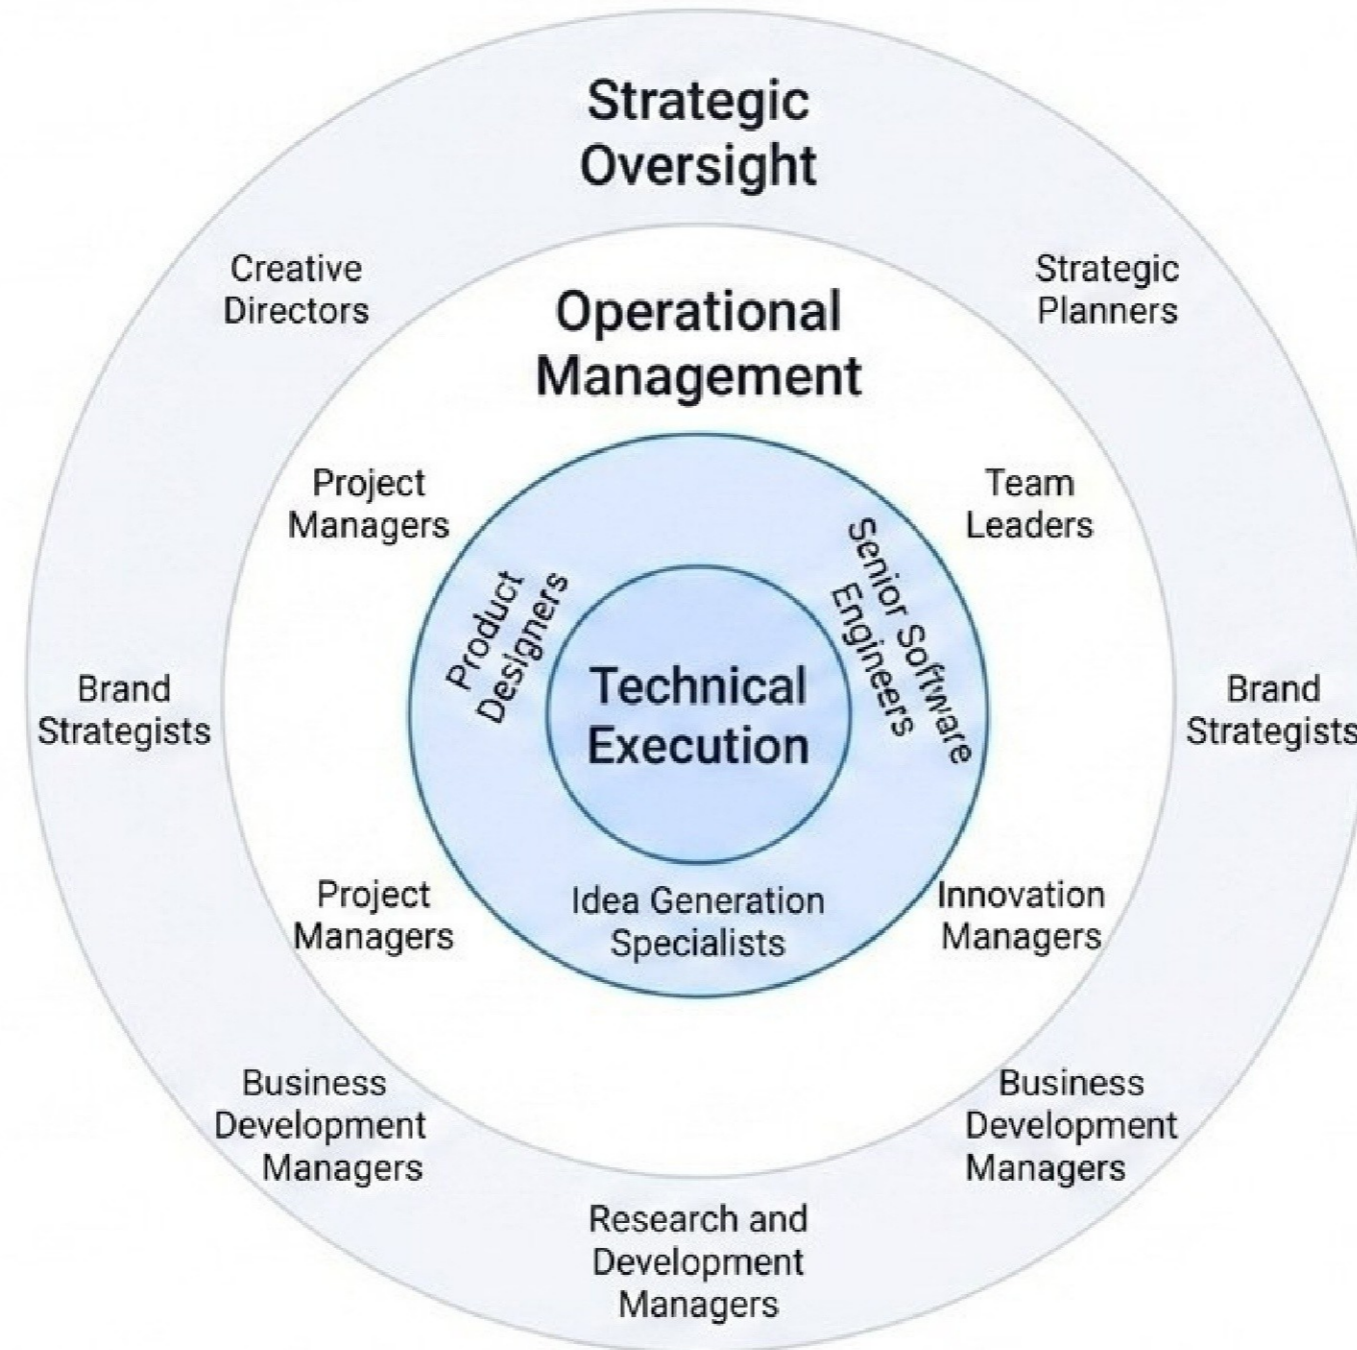 Strategic
Oversight
Creative
Directors
Strategic
Planners
Operational
Management
Project
Managers
Team
Leaders
Product
Designers
Senior Software
Engineers
Technical
Execution
Brand
Strategists
Brand
Strategists
Project
Managers
Idea Generation
Specialists
Innovation
Managers
Business
Development
Managers
Business
Development
Managers
Research and
Development
Managers